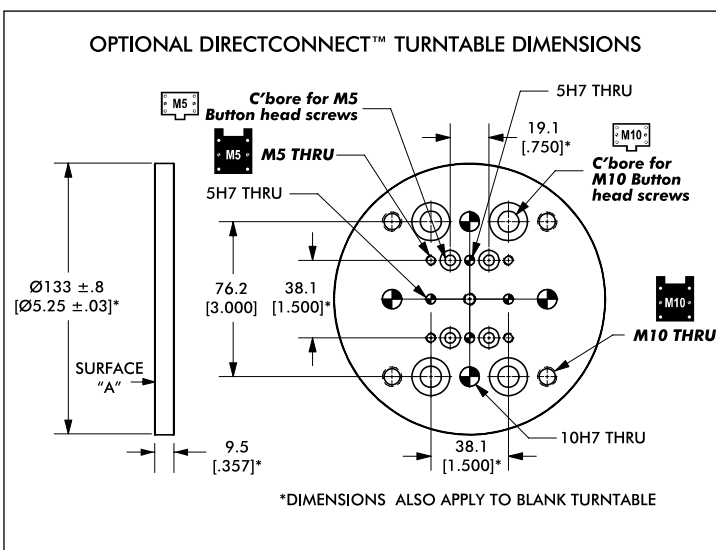 OPTIONAL DIRECTCONNECT™ TURNTABLE DIMENSIONS
M5
C'bore for M5
Button head screws
5H7 THRU
19.1
[.750]*
M10
C'bore for
M10 Button
head screws
M5
M5 THRU
5H7 THRU
Ø133 ±.8
[Ø5.25 ±.03]*
76.2
[3.000]
38.1
[1.500]*
M10
M10 THRU
SURFACE
"A"
9.5
[.357]*
38.1
[1.500]*
10H7 THRU
*DIMENSIONS ALSO APPLY TO BLANK TURNTABLE